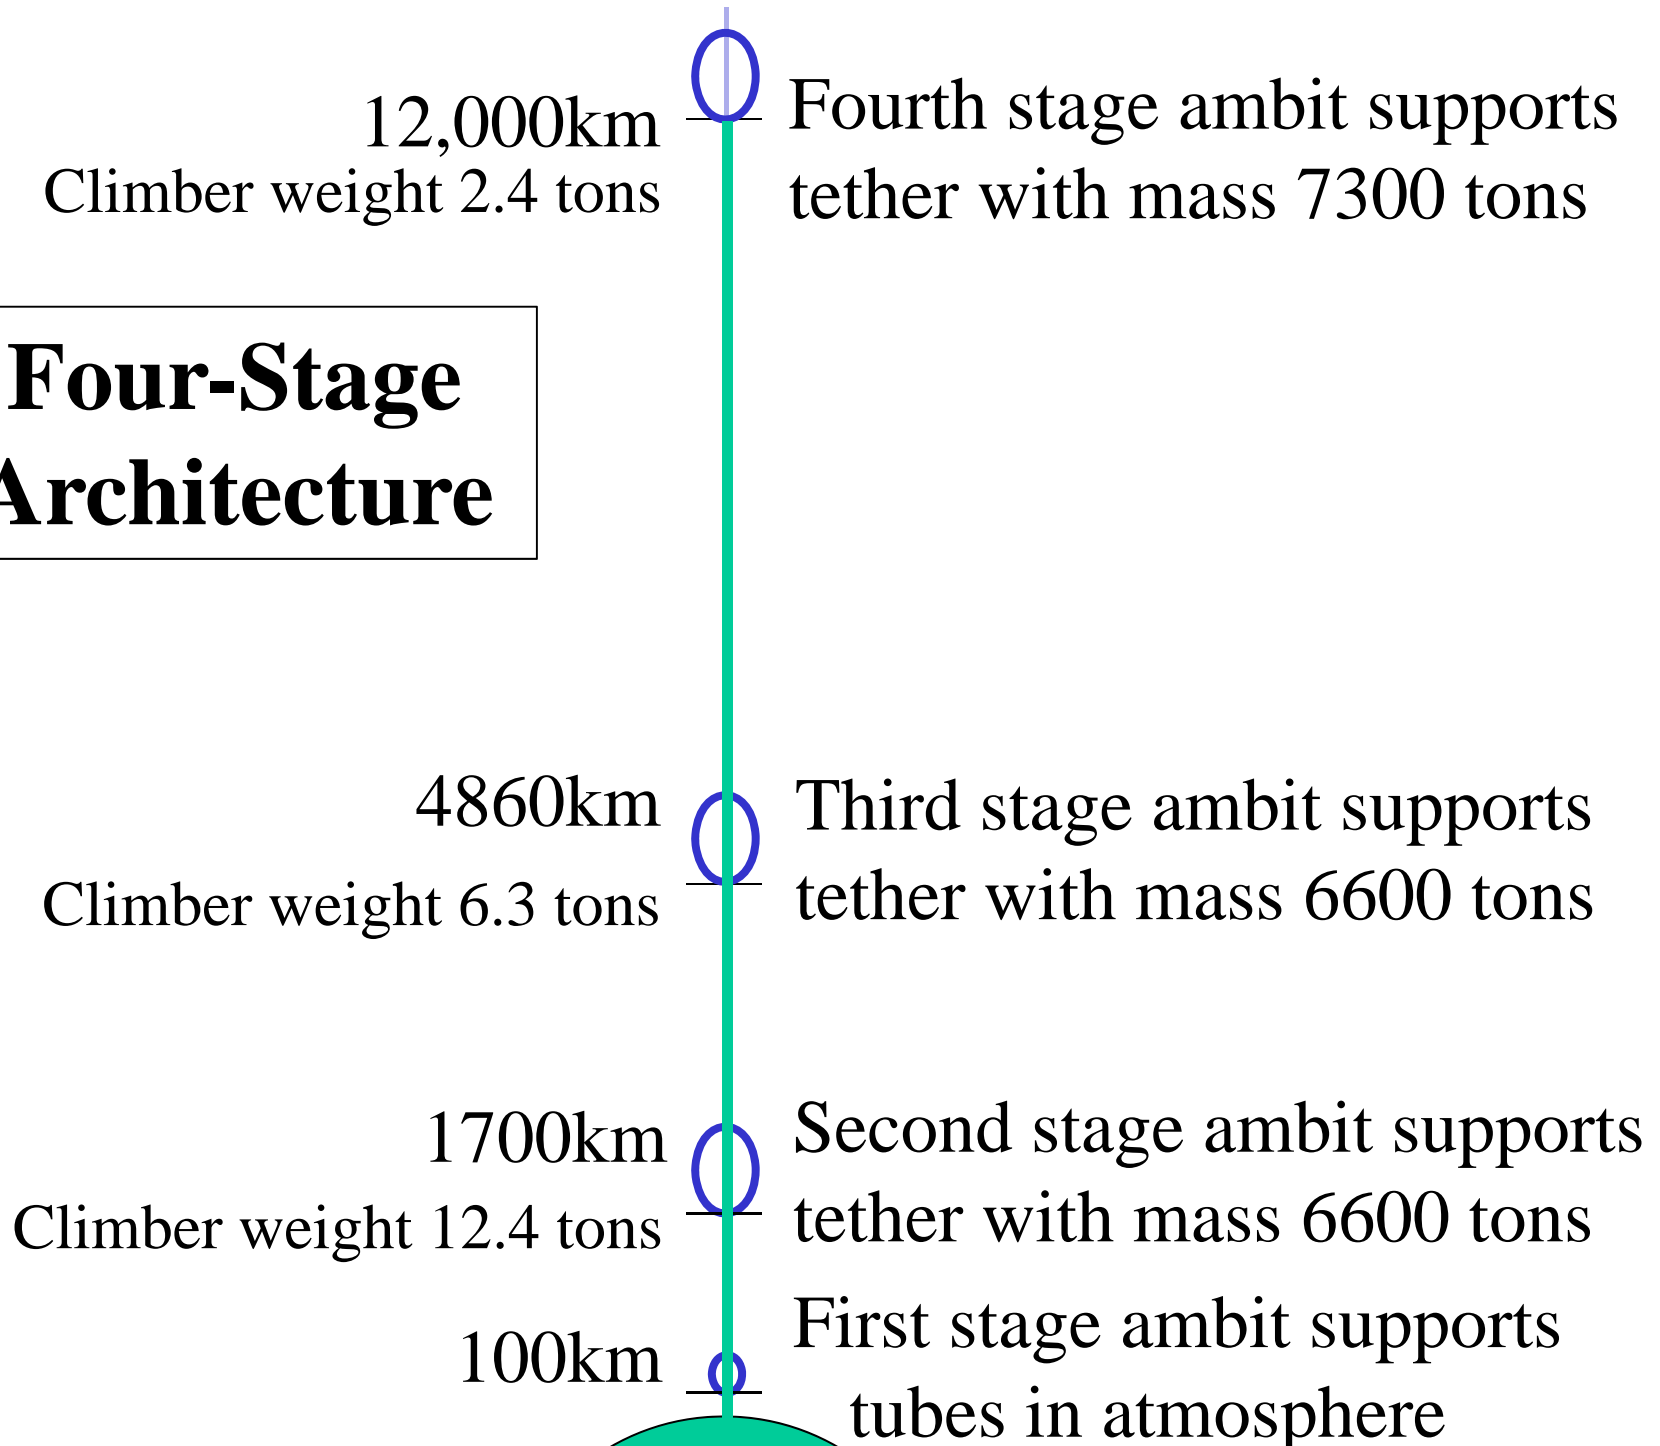 12,000km
Climber weight 2.4 tons
Fourth stage ambit supports
tether with mass 7300 tons
Four-Stage
Architecture
4860km
Climber weight 6.3 tons
Third stage ambit supports
tether with mass 6600 tons
1700km
Climber weight 12.4 tons
Second stage ambit supports
tether with mass 6600 tons
100km
First stage ambit supports
tubes in atmosphere